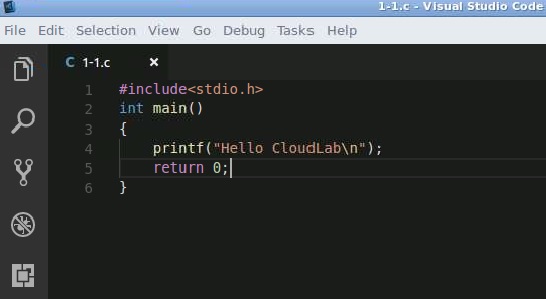 1-1.c - Visual Studio Code
File Edit Selection View Go Debug Tasks Help
C 1-1.c ×
1 #include<stdio.h>
2 int main()
3 {
4     printf("Hello CloudLab\n");
5     return 0;
6 }